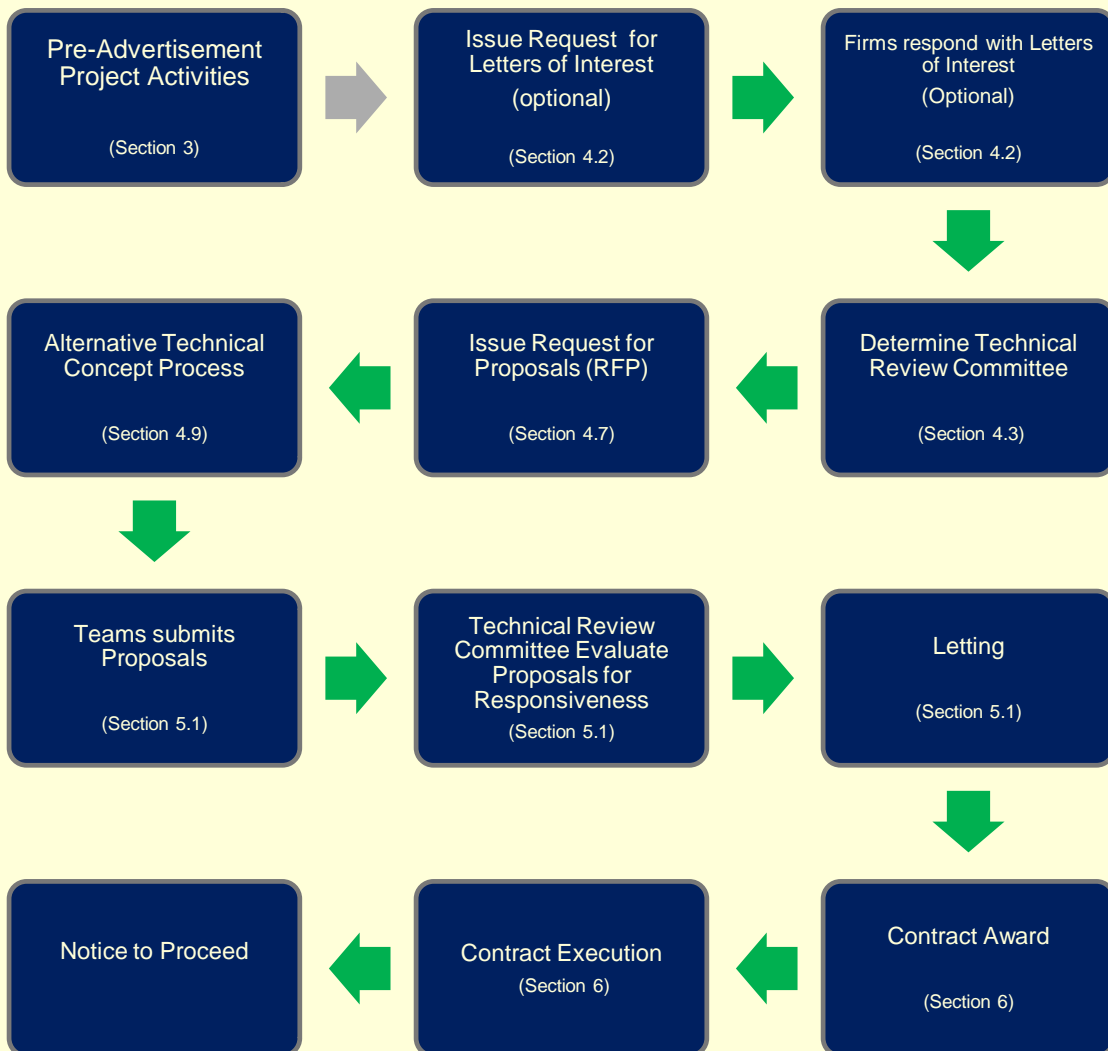 Pre-Advertisement
Project Activities
(Section 3)
Issue Request for
Letters of Interest
(optional)
(Section 4.2)
Firms respond with Letters
of Interest
(Optional)
(Section 4.2)
Determine Technical
Review Committee
(Section 4.3)
Issue Request for
Proposals (RFP)
(Section 4.7)
Alternative Technical
Concept Process
(Section 4.9)
Teams submits
Proposals
(Section 5.1)
Technical Review
Committee Evaluate
Proposals for
Responsiveness
(Section 5.1)
Letting
(Section 5.1)
Contract Award
(Section 6)
Contract Execution
(Section 6)
Notice to Proceed